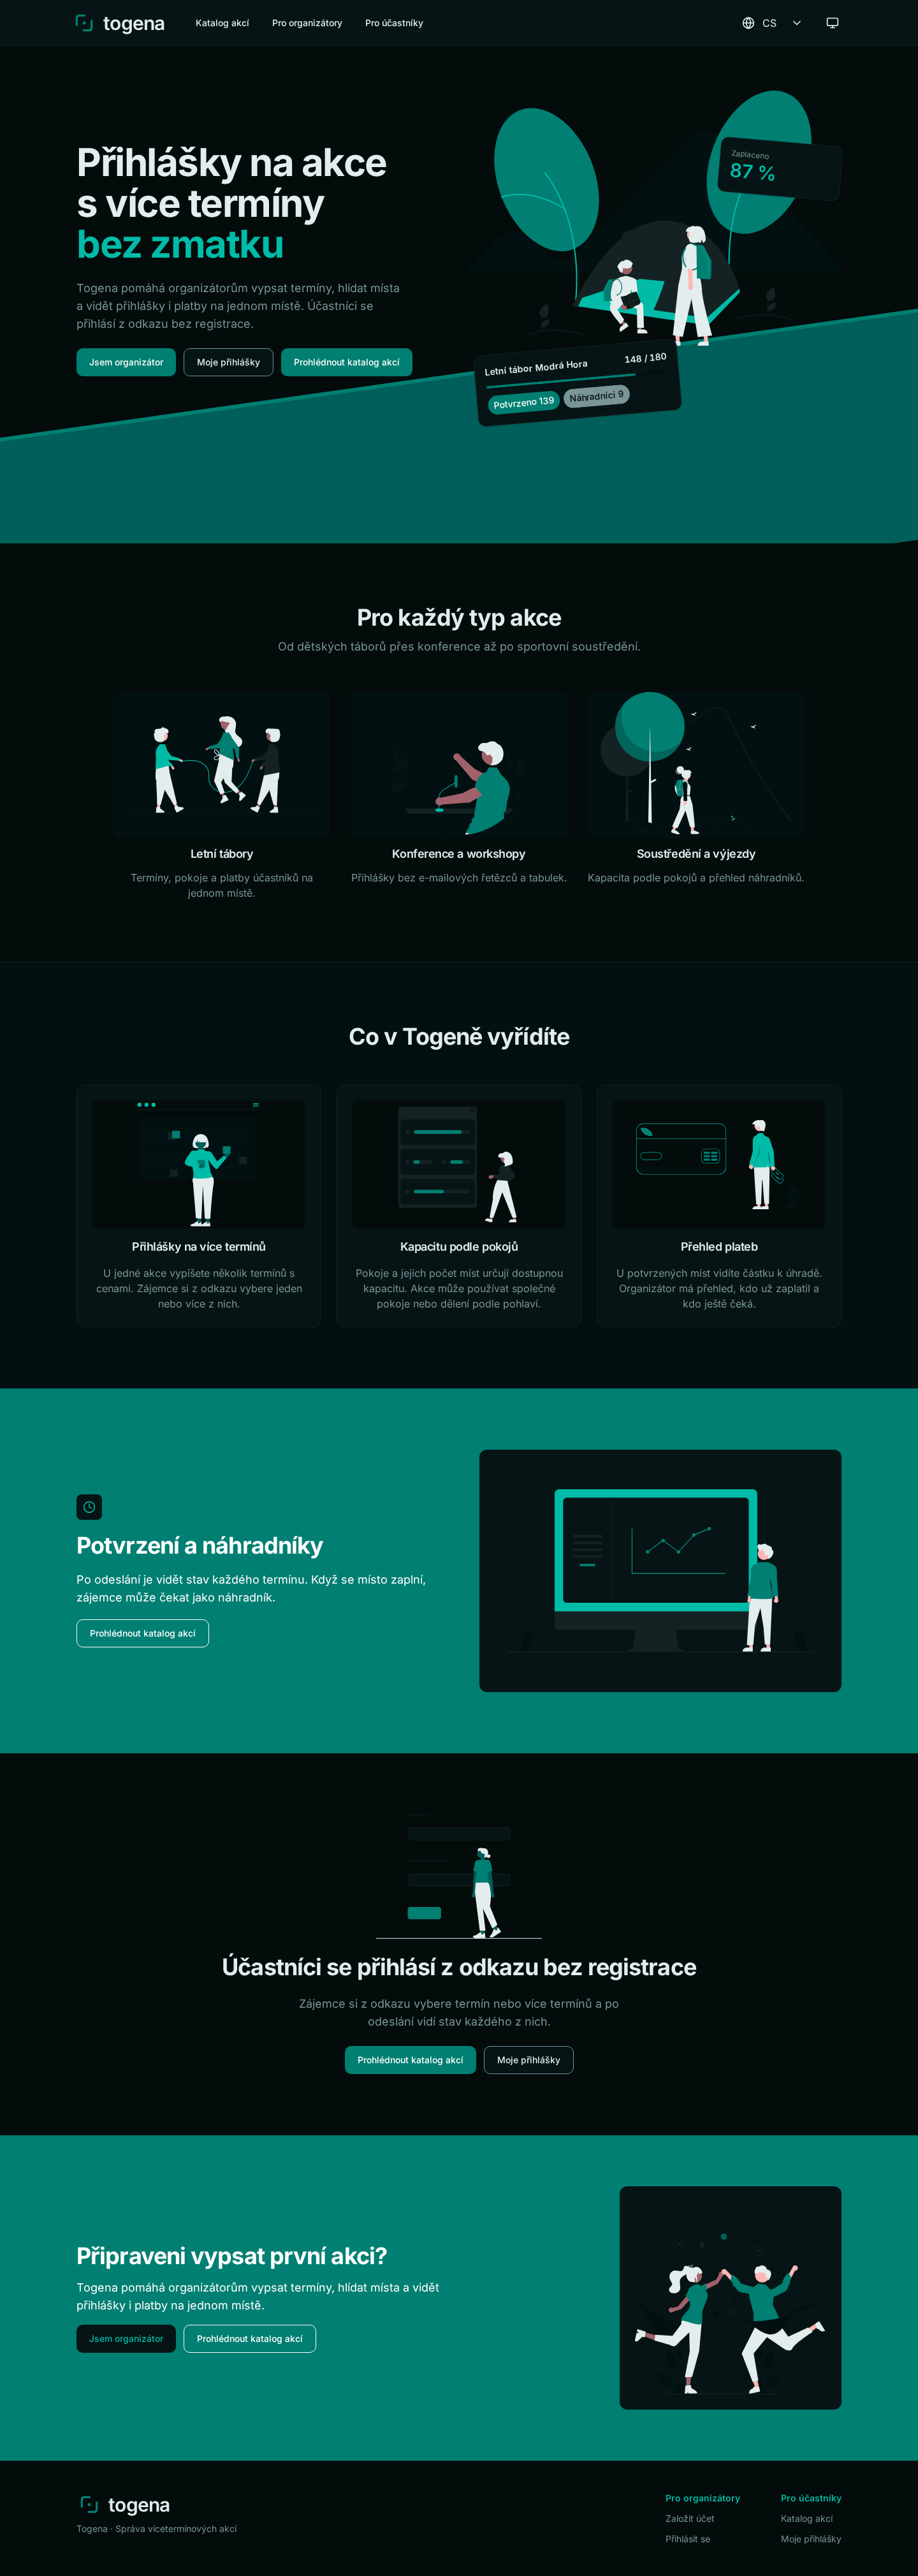 togena
Katalog akcí
Pro organizátory
Pro účastníky
CS
Přihlášky na akce
s více termíny
bez zmatku
Togena pomáhá organizátorům vypsat termíny, hlídat místa
a vidět přihlášky i platby na jednom místě. Účastníci se
přihlásí z odkazu bez registrace.
Jsem organizátor
Moje přihlášky
Prohlédnout katalog akcí
Zaplaceno
87 %
Letní tábor Modrá Hora
148 / 180
Potvrzeno 139
Náhradníci 9
Pro každý typ akce
Od dětských táborů přes konference až po sportovní soustředění.
Letní tábory
Termíny, pokoje a platby účastníků na
jednom místě.
Konference a workshopy
Přihlášky bez e-mailových řetězců a tabulek.
Soustředění a výjezdy
Kapacita podle pokojů a přehled náhradníků.
Co v Togeně vyřídíte
Přihlášky na více termínů
U jedné akce vypíšete několik termínů s
cenami. Zájemce si z odkazu vybere jeden
nebo více z nich.
Kapacitu podle pokojů
Pokoje a jejich počet míst určují dostupnou
kapacitu. Akce může používat společné
pokoje nebo dělení podle pohlaví.
Přehled plateb
U potvrzených míst vidíte částku k úhradě.
Organizátor má přehled, kdo už zaplatil a
kdo ještě čeká.
Potvrzení a náhradníky
Po odeslání je vidět stav každého termínu. Když se místo zaplní,
zájemce může čekat jako náhradník.
Prohlédnout katalog akcí
Účastníci se přihlásí z odkazu bez registrace
Zájemce si z odkazu vybere termín nebo více termínů a po
odeslání vidí stav každého z nich.
Prohlédnout katalog akcí
Moje přihlášky
Připraveni vypsat první akci?
Togena pomáhá organizátorům vypsat termíny, hlídat místa a vidět
přihlášky i platby na jednom místě.
Jsem organizátor
Prohlédnout katalog akcí
togena
Togena · Správa vícetermínových akcí
Pro organizátory
Založit účet
Přihlásit se
Pro účastníky
Katalog akcí
Moje přihlášky